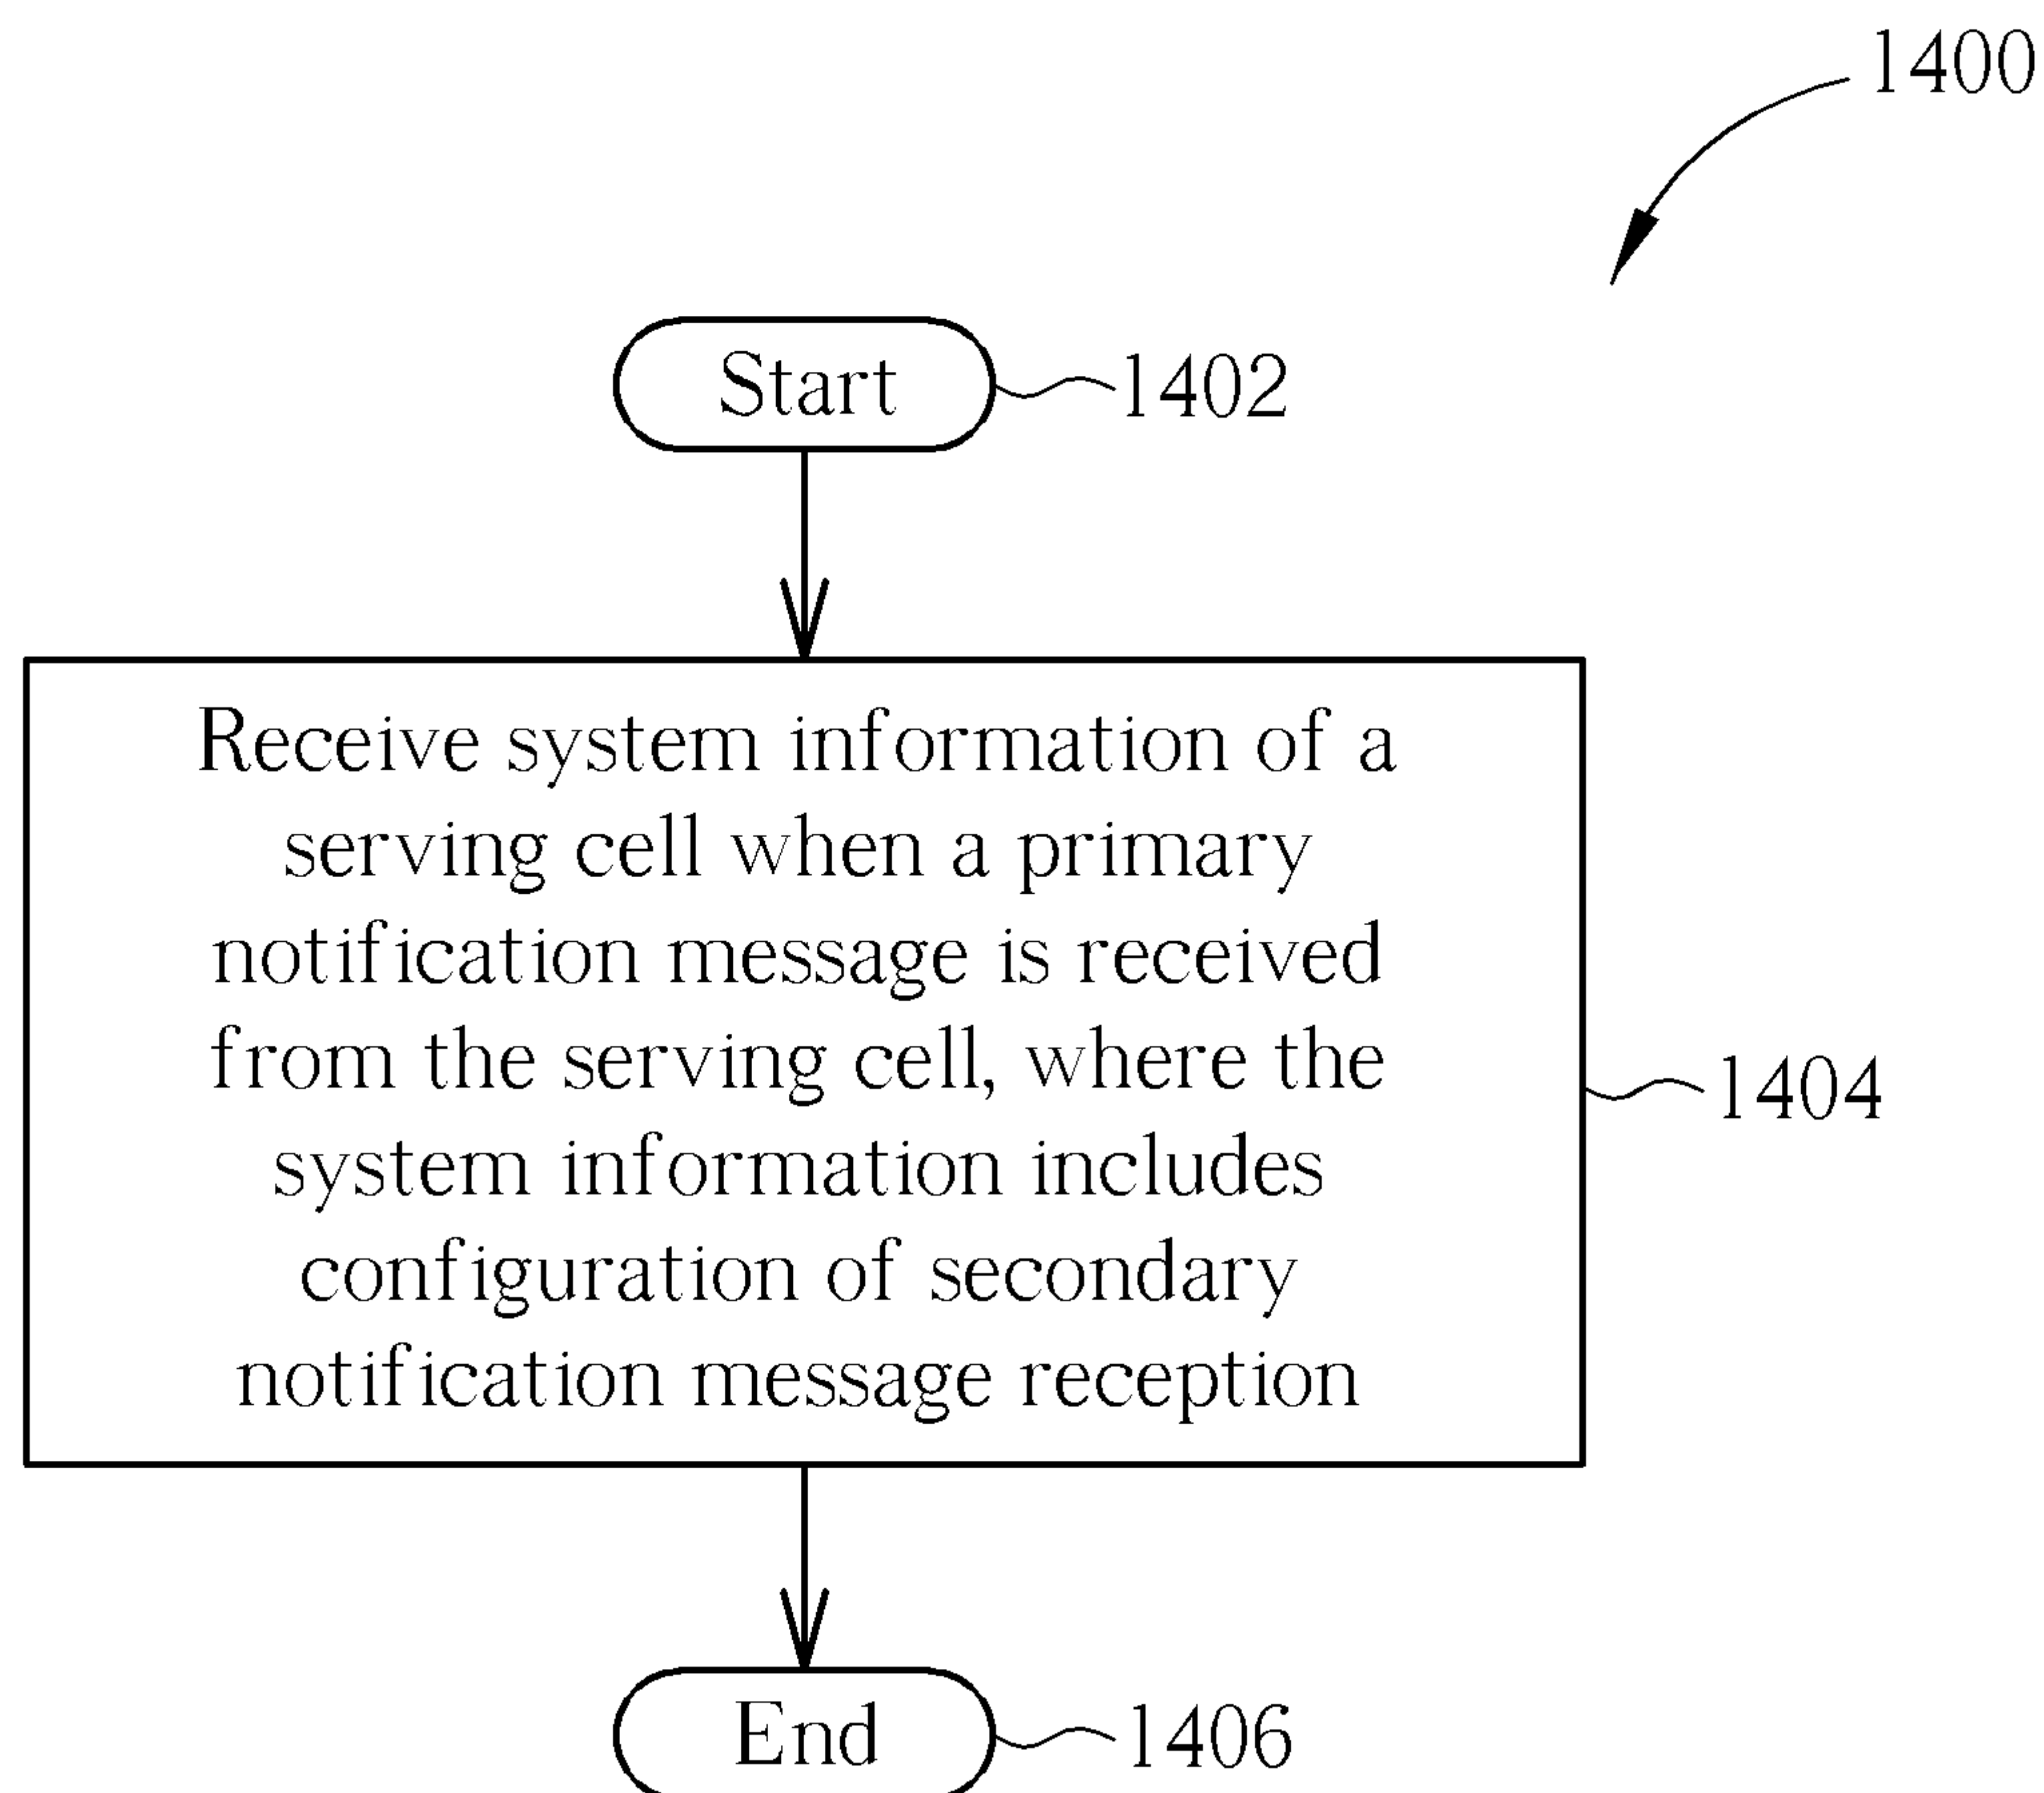 1400
Start
1402
Receive system information of a
serving cell when a primary
notification message is received
from the serving cell, where the
system information includes
configuration of secondary
notification message reception
1404
End
1406